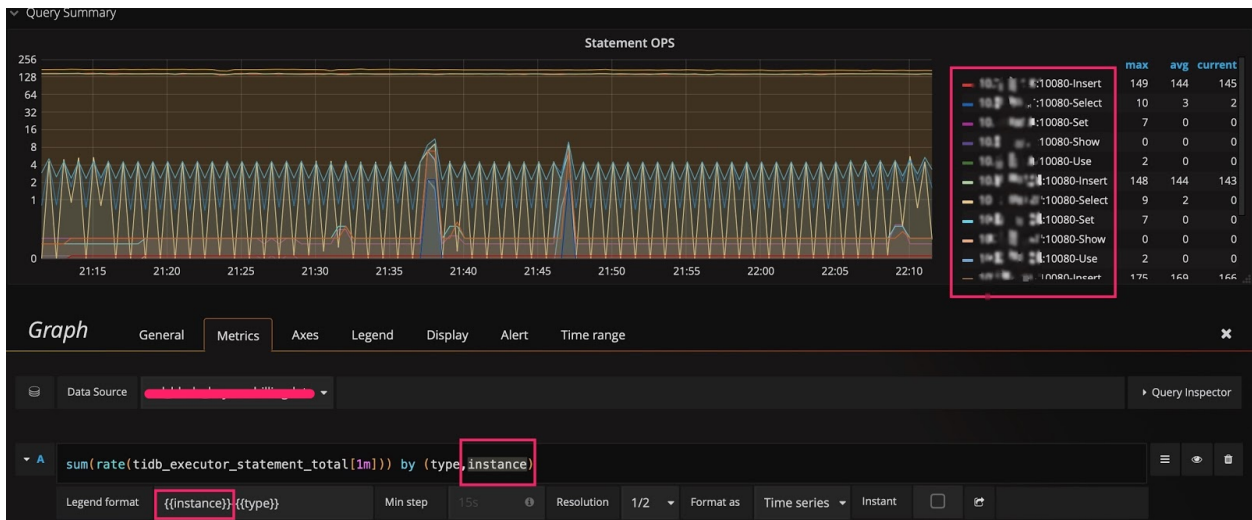 Query Summary
Statement OPS
256
128
64
32
16
8
4
2
1
0
21:15 21:20 21:25 21:30 21:35 21:40 21:45 21:50 21:55 22:00 22:05 22:10
max avg current
:10080-Insert 149 144 145
:10080-Select 10 3 2
:10080-Set 7 0 0
10080-Show 0 0 0
:10080-Use 2 0 0
:10080-Insert 148 144 143
:10080-Select 9 2 0
:10080-Set 7 0 0
:10080-Show 0 0 0
:10080-Use 2 0 0
:10080-Insert 175 169 166
Graph General Metrics Axes Legend Display Alert Time range ×
Data Source Query Inspector
A sum(rate(tidb_executor_statement_total[1m])) by (type,instance)
Legend format {{instance}}-{{type}} Min step 15s Resolution 1/2 Format as Time series Instant